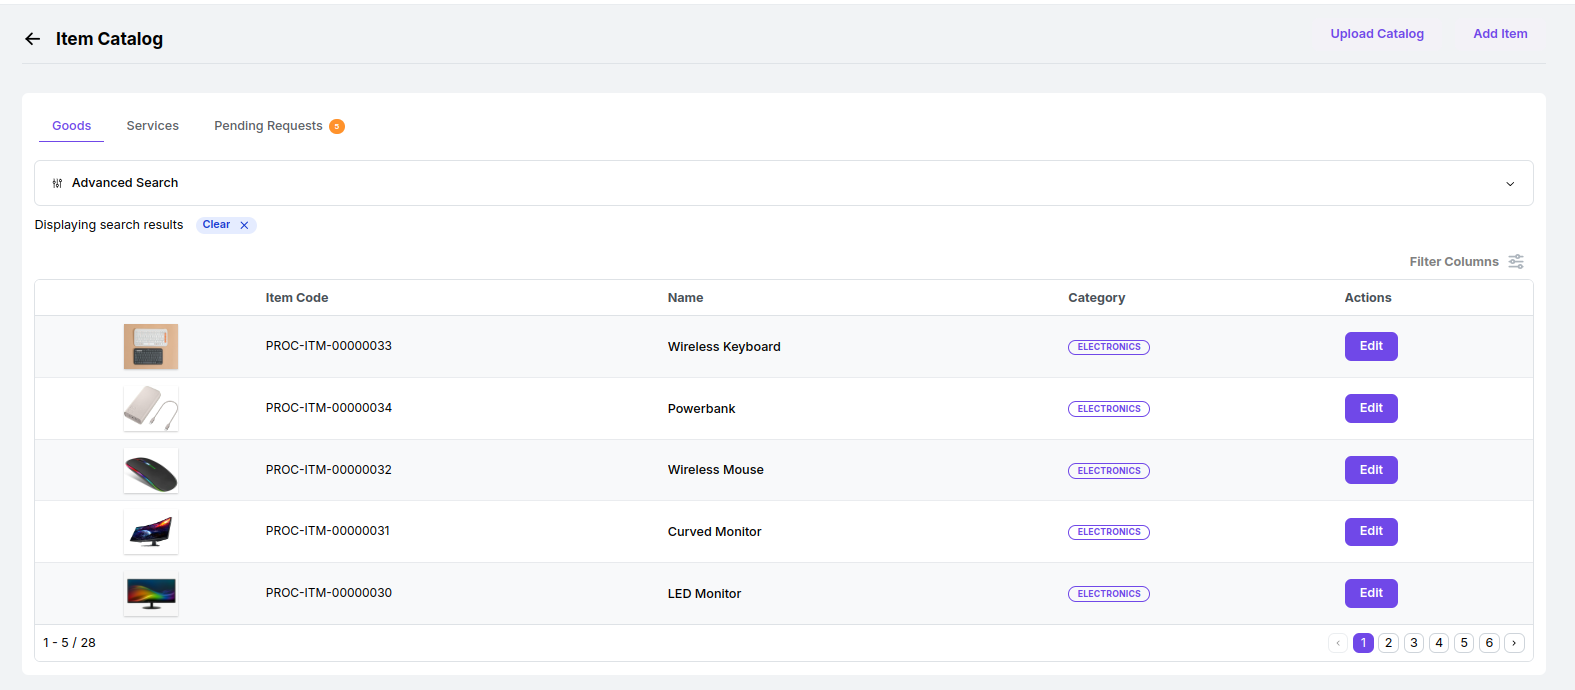 Item Catalog
Upload Catalog Add Item
Goods Services Pending Requests 5
Advanced Search
Displaying search results Clear
Filter Columns
Item Code Name Category Actions
PROC-ITM-00000033 Wireless Keyboard ELECTRONICS Edit
PROC-ITM-00000034 Powerbank ELECTRONICS Edit
PROC-ITM-00000032 Wireless Mouse ELECTRONICS Edit
PROC-ITM-00000031 Curved Monitor ELECTRONICS Edit
PROC-ITM-00000030 LED Monitor ELECTRONICS Edit
1 - 5 / 28 ‹ 1 2 3 4 5 6 ›